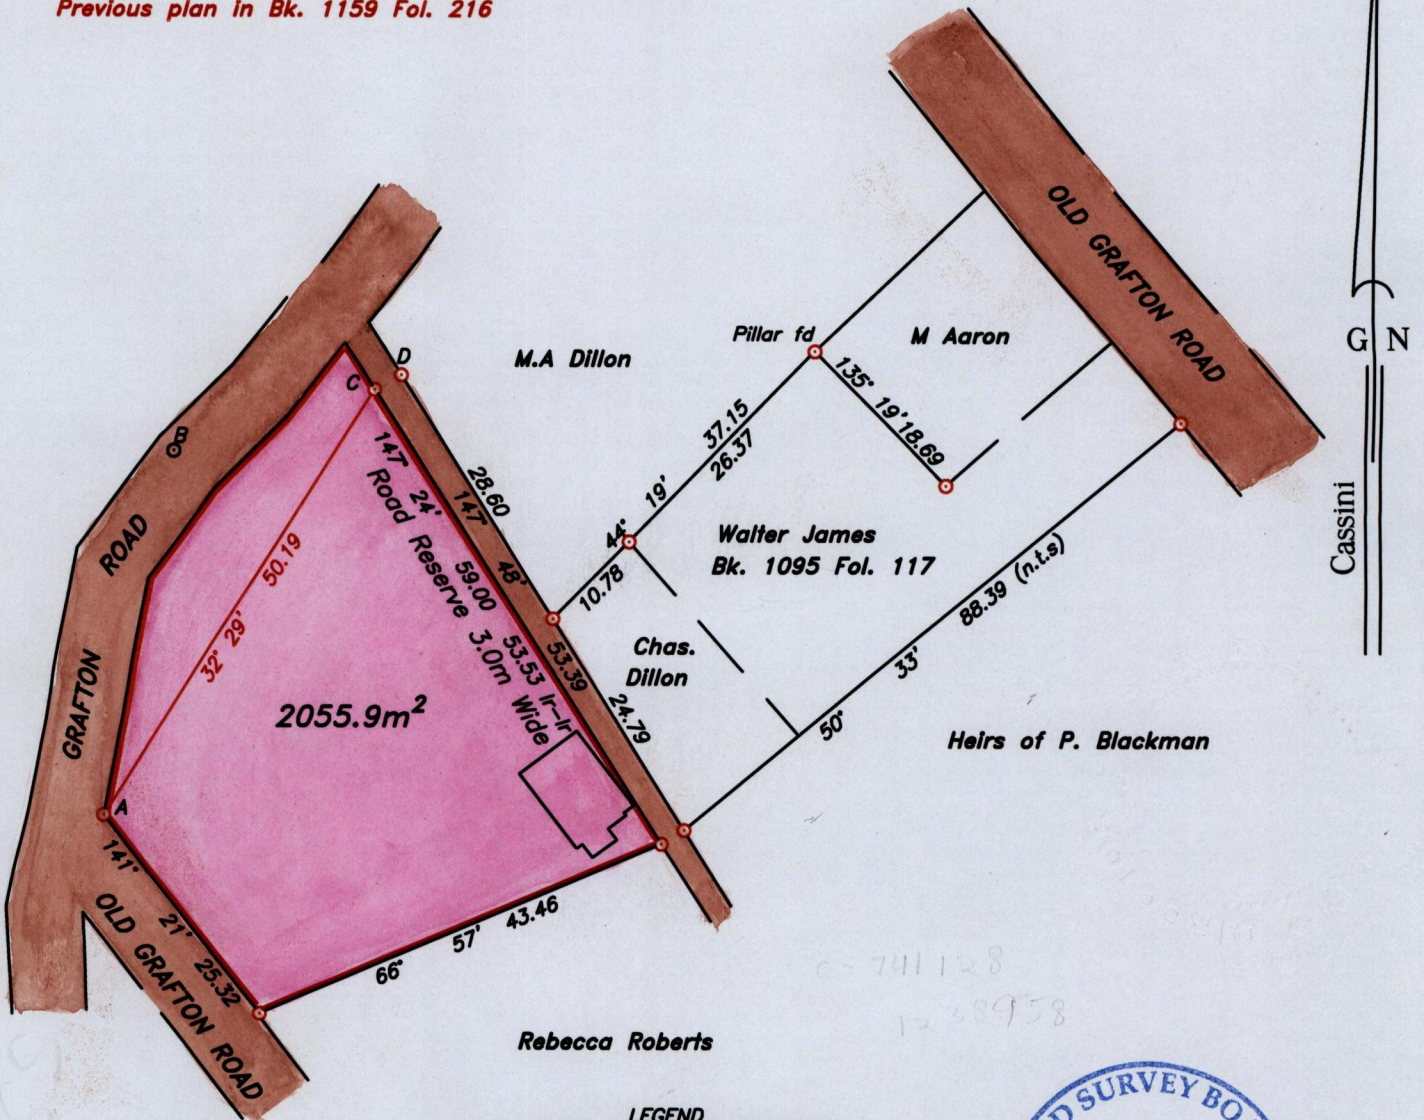 Previous plan in Bk. 1159 Fol. 216
OLD GRAFTON ROAD
Pillar fd
M Aaron
G N
Cassini
D
C
M.A Dillon
135° 19' 18.69
37.15
26.37
19'
44°
10.78
28.60
147° 48'
53.39
24.79
147° 24' 59.00
53.53 Ir-Ir
Road Reserve 3.0m Wide
B
GRAFTON ROAD
32° 29' 50.19
2055.9m²
Walter James
Bk. 1095 Fol. 117
Chas.
Dillon
50° 33' 88.39 (n.t.s)
Heirs of P. Blackman
A
141° 21' 25.32
OLD GRAFTON ROAD
66° 57' 43.46
Rebecca Roberts
LEGEND
SURVEY BO